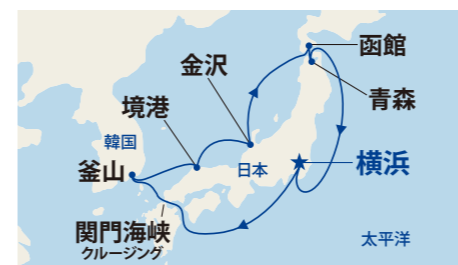 函館
金沢
青森
境港
韓国
釜山
日本
横浜
関門海峡
クルージング
太平洋